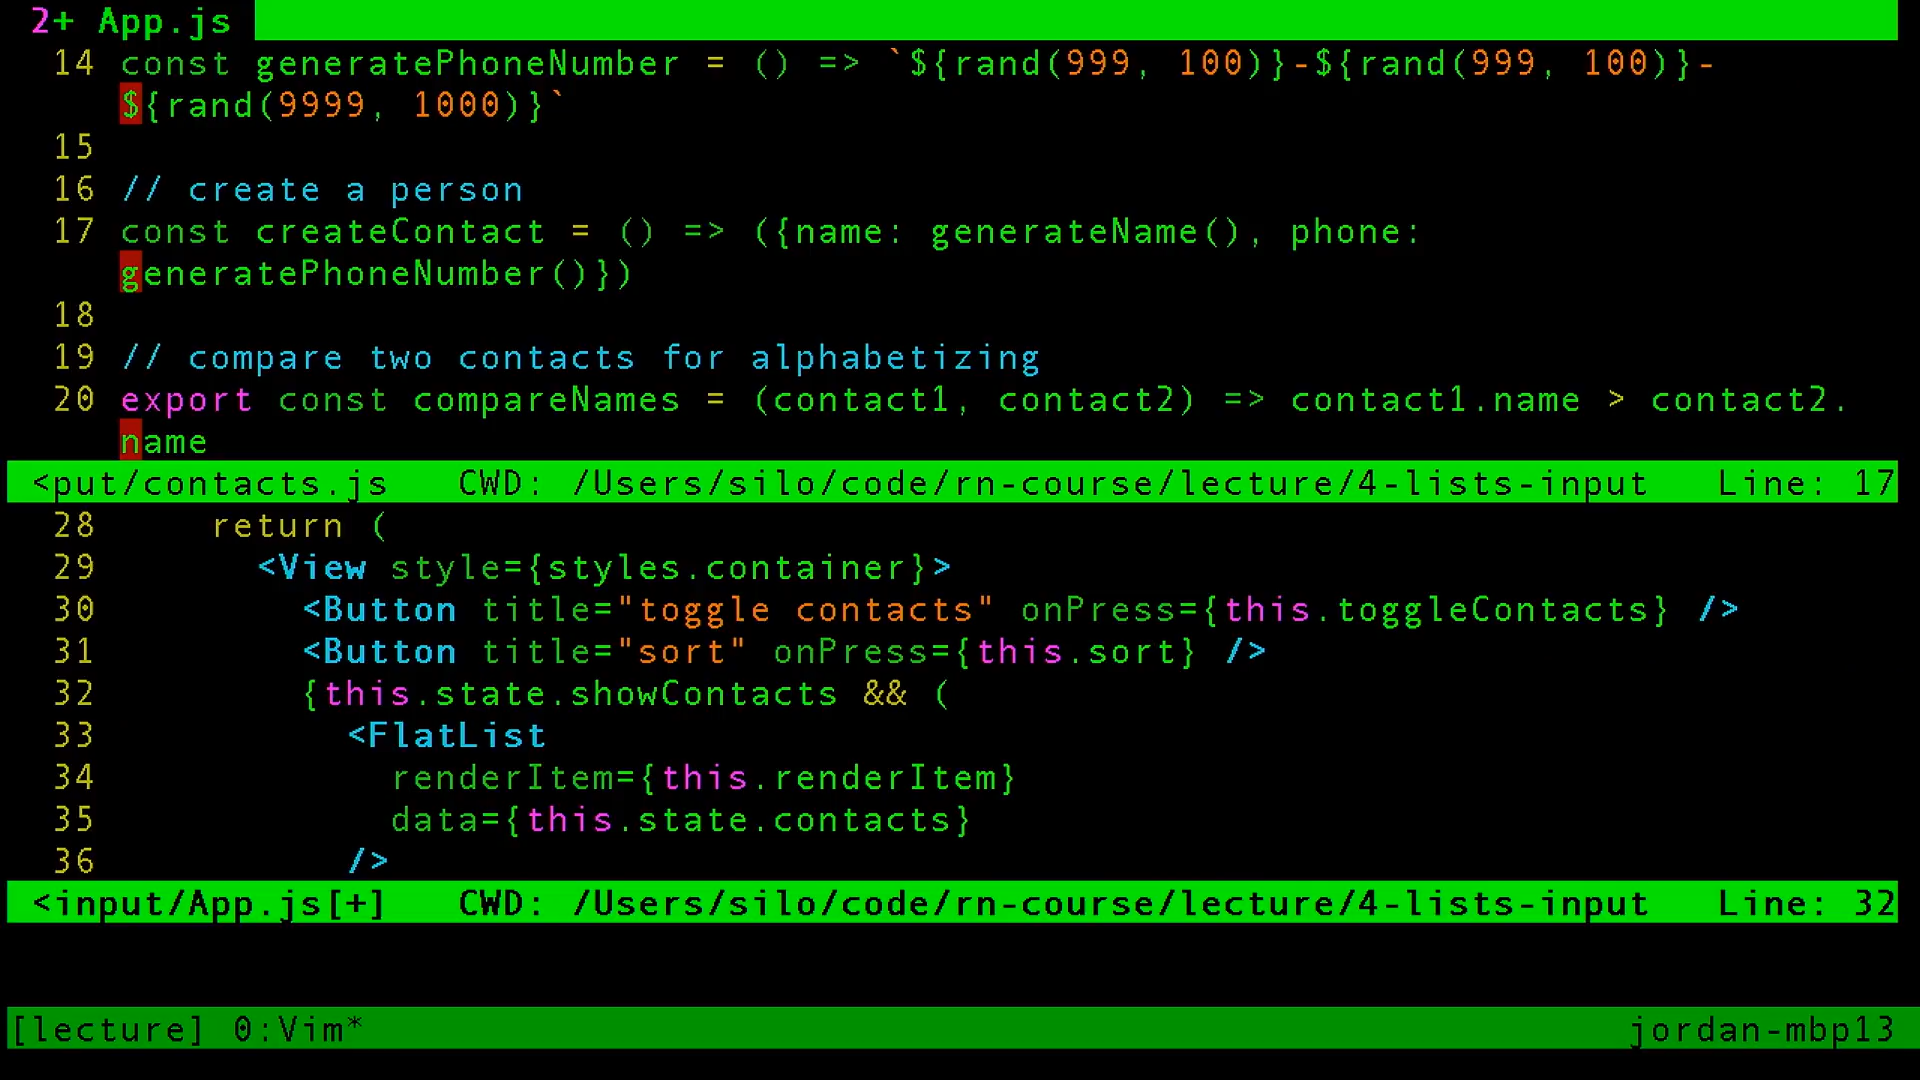 2+ App.js
14 const generatePhoneNumber = () => `${rand(999, 100)}-${rand(999, 100)}-
${rand(9999, 1000)}`
15
16 // create a person
17 const createContact = () => ({name: generateName(), phone:
generatePhoneNumber()})
18
19 // compare two contacts for alphabetizing
20 export const compareNames = (contact1, contact2) => contact1.name > contact2.
name
<put/contacts.js   CWD: /Users/silo/code/rn-course/lecture/4-lists-input   Line: 17
28     return (
29       <View style={styles.container}>
30         <Button title="toggle contacts" onPress={this.toggleContacts} />
31         <Button title="sort" onPress={this.sort} />
32         {this.state.showContacts && (
33           <FlatList
34             renderItem={this.renderItem}
35             data={this.state.contacts}
36           />
<input/App.js[+]   CWD: /Users/silo/code/rn-course/lecture/4-lists-input   Line: 32
[lecture] 0:Vim* jordan-mbp13